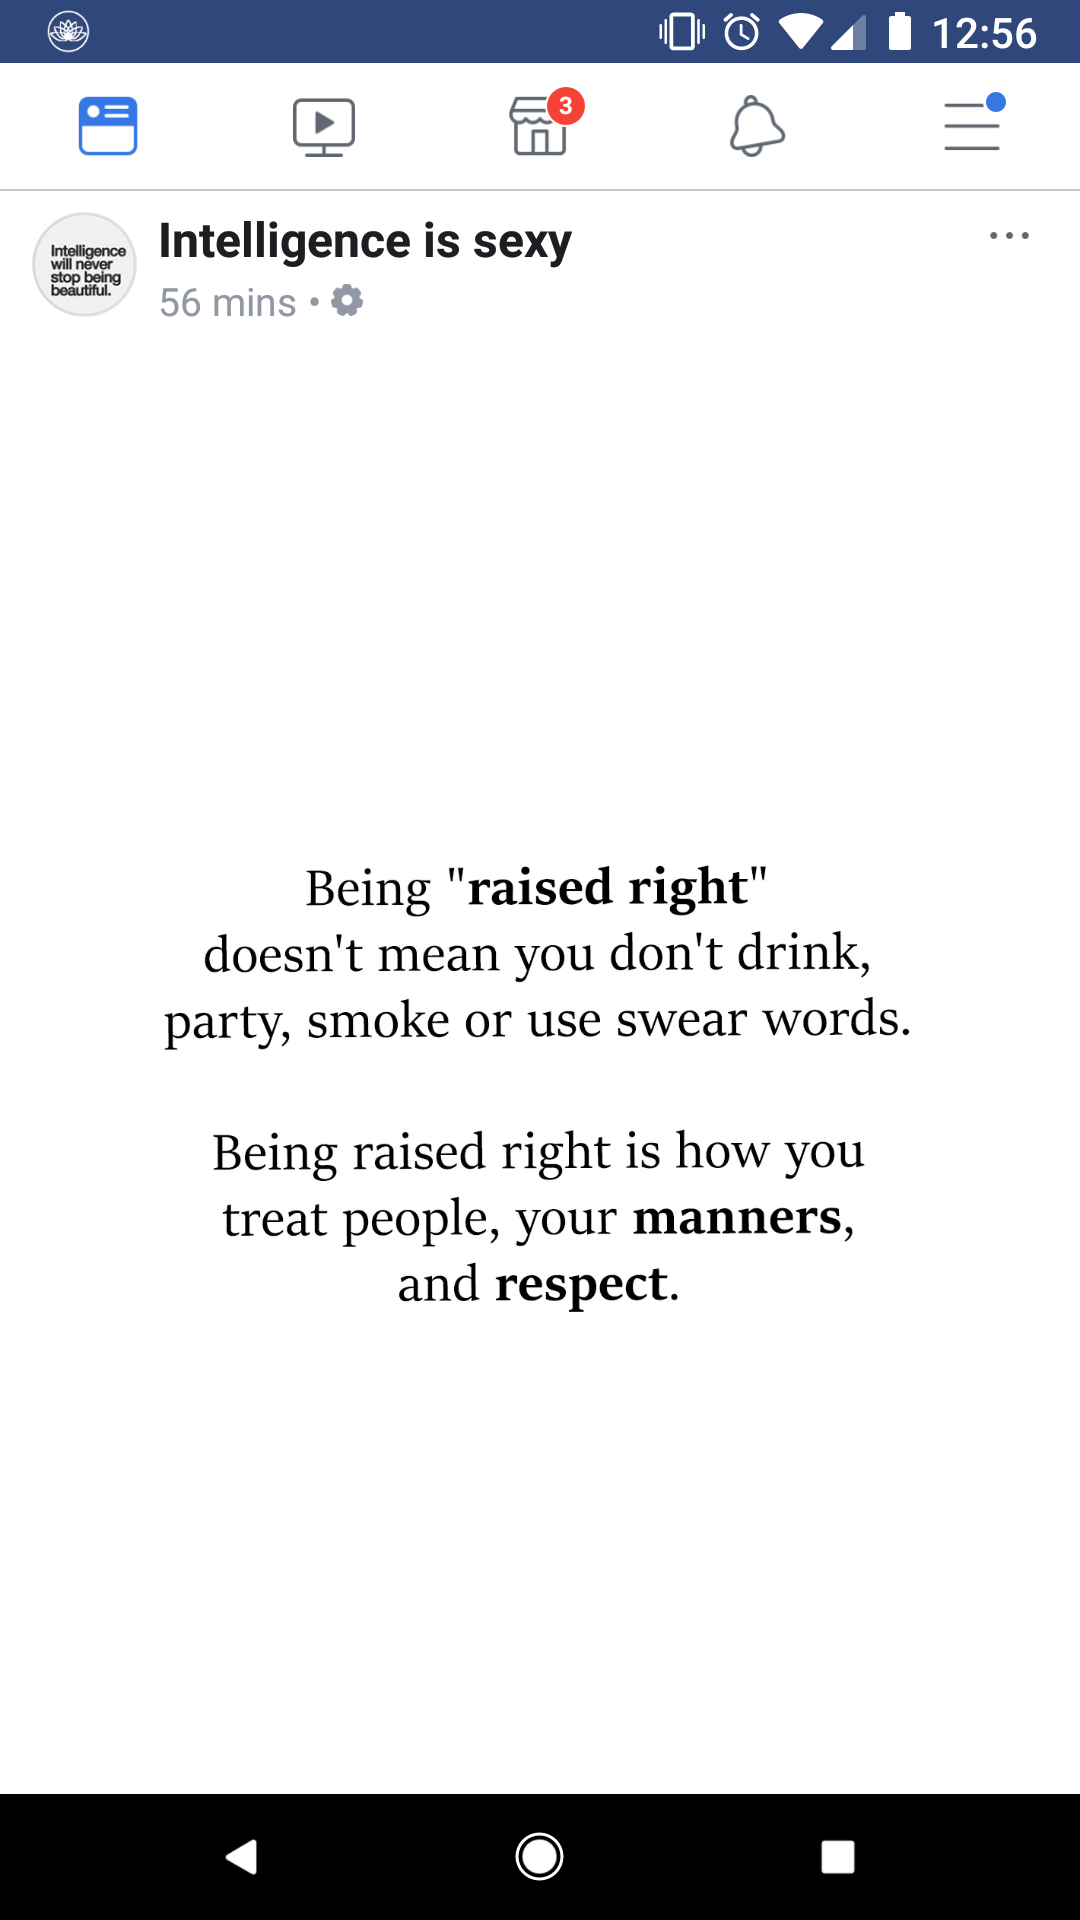 12:56
3
Intelligence
will never
stop being
beautiful.
Intelligence is sexy
56 mins •
Being "raised right"
doesn't mean you don't drink,
party, smoke or use swear words.
Being raised right is how you
treat people, your manners,
and respect.